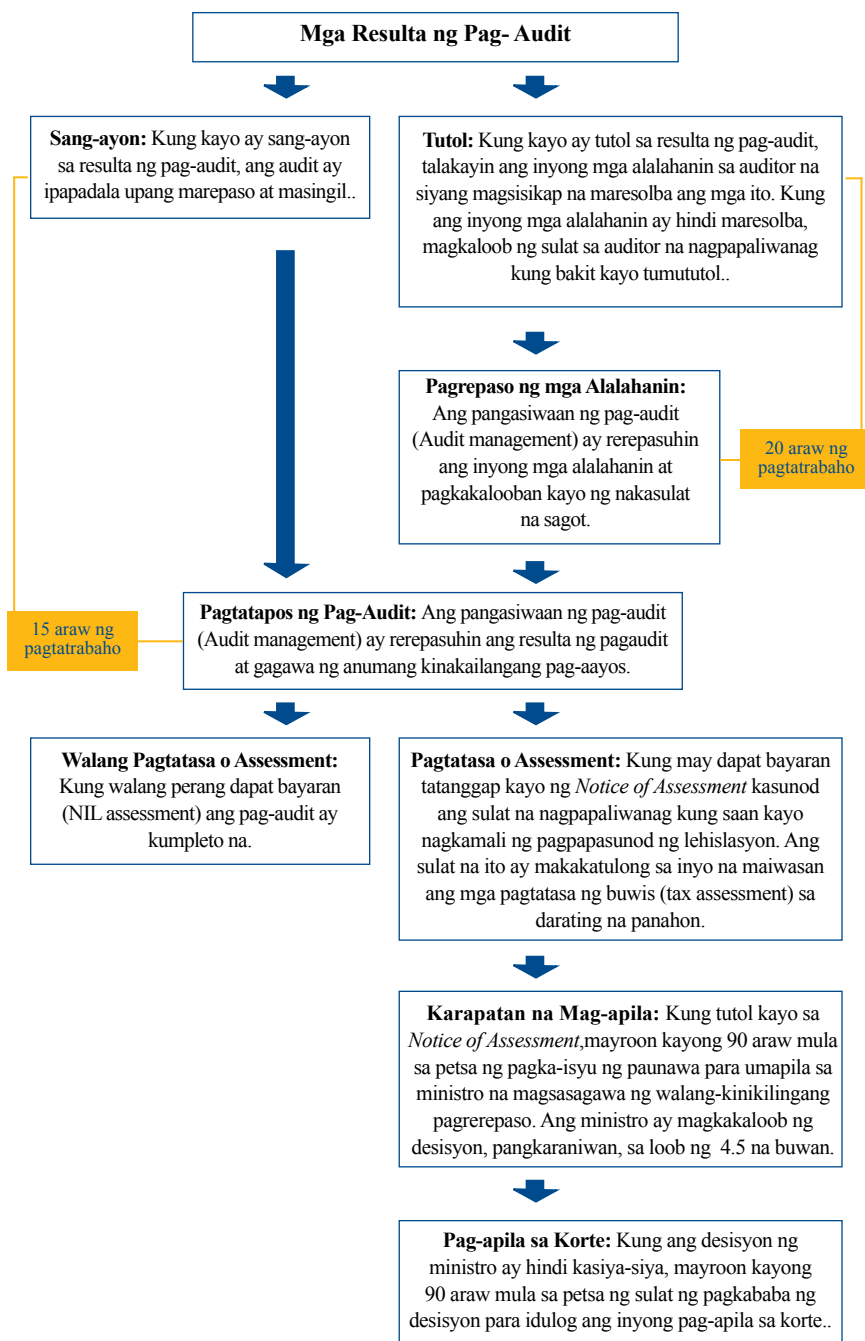 Mga Resulta ng Pag- Audit
Sang-ayon: Kung kayo ay sang-ayon
sa resulta ng pag-audit, ang audit ay
ipapadala upang marepaso at masingil..
Tutol: Kung kayo ay tutol sa resulta ng pag-audit,
talakayin ang inyong mga alalahanin sa auditor na
siyang magsisikap na maresolba ang mga ito. Kung
ang inyong mga alalahanin ay hindi maresolba,
magkaloob ng sulat sa auditor na nagpapaliwanag
kung bakit kayo tumututol..
Pagrepaso ng mga Alalahanin:
Ang pangasiwaan ng pag-audit
(Audit management) ay rerepasuhin
ang inyong mga alalahanin at
pagkakalooban kayo ng nakasulat
na sagot.
20 araw ng
pagtatrabaho
15 araw ng
pagtatrabaho
Pagtatapos ng Pag-Audit: Ang pangasiwaan ng pag-audit
(Audit management) ay rerepasuhin ang resulta ng pagaudit
at gagawa ng anumang kinakailangang pag-aayos.
Walang Pagtatasa o Assessment:
Kung walang perang dapat bayaran
(NIL assessment) ang pag-audit ay
kumpleto na.
Pagtatasa o Assessment: Kung may dapat bayaran
tatanggap kayo ng Notice of Assessment kasunod
ang sulat na nagpapaliwanag kung saan kayo
nagkamali ng pagpapasunod ng lehislasyon. Ang
sulat na ito ay makakatulong sa inyo na maiwasan
ang mga pagtatasa ng buwis (tax assessment) sa
darating na panahon.
Karapatan na Mag-apila: Kung tutol kayo sa
Notice of Assessment,mayroon kayong 90 araw mula
sa petsa ng pagka-isyu ng paunawa para umapila sa
ministro na magsasagawa ng walang-kinikilingang
pagrerepaso. Ang ministro ay magkakaloob ng
desisyon, pangkaraniwan, sa loob ng 4.5 na buwan.
Pag-apila sa Korte: Kung ang desisyon ng
ministro ay hindi kasiya-siya, mayroon kayong
90 araw mula sa petsa ng sulat ng pagkababa ng
desisyon para idulog ang inyong pag-apila sa korte..